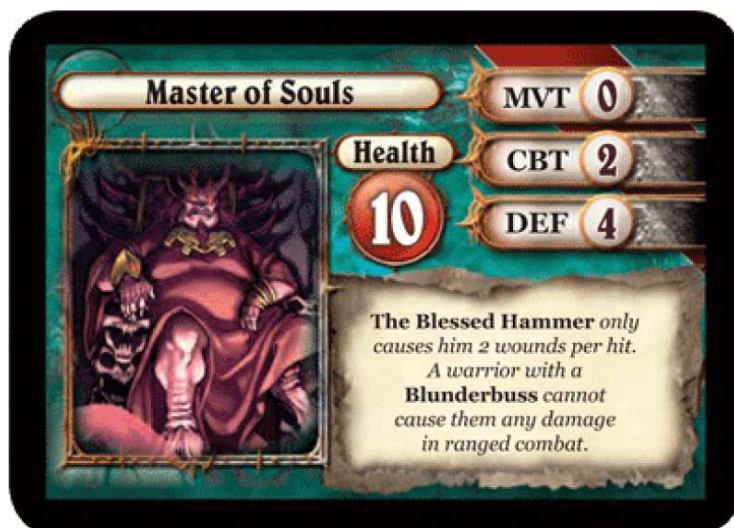 Master of Souls
MVT 0
Health
CBT 2
10
DEF 4
The Blessed Hammer only
causes him 2 wounds per hit.
A warrior with a
Blunderbuss cannot
cause them any damage
in ranged combat.